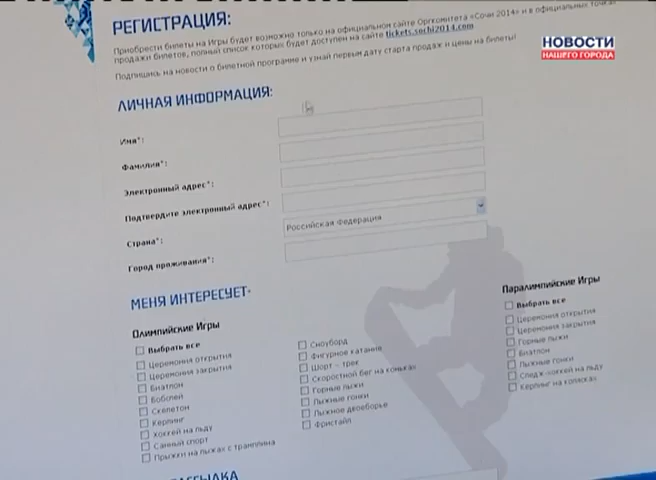 РЕГИСТРАЦИЯ:
Приобрести билеты на Игры будет возможно только на официальном сайте Оргкомитета «Сочи 2014» и в официальных точках
продажи билетов, полный список которых будет доступен на сайте tickets.sochi2014.com
Подпишись на новости о билетной программе и узнай первым дату старта продаж и цены на билеты!
НОВОСТИ
НАШЕГО ГОРОДА
ЛИЧНАЯ ИНФОРМАЦИЯ:
Имя*:
Фамилия*:
Электронный адрес*:
Подтвердите электронный адрес*:
Страна*:
Российская Федерация
Город проживания*:
МЕНЯ ИНТЕРЕСУЕТ*
Олимпийские Игры
Выбрать все
Церемония открытия
Церемония закрытия
Биатлон
Бобслей
Скелетон
Керлинг
Хоккей на льду
Санный спорт
Прыжки на лыжах с трамплина
Сноуборд
Фигурное катание
Шорт - трек
Скоростной бег на коньках
Горные лыжи
Лыжные гонки
Лыжное двоеборье
Фристайл
Паралимпийские Игры
Выбрать все
Церемония открытия
Церемония закрытия
Горные лыжи
Биатлон
Лыжные гонки
Следж-хоккей на льду
Керлинг на колясках